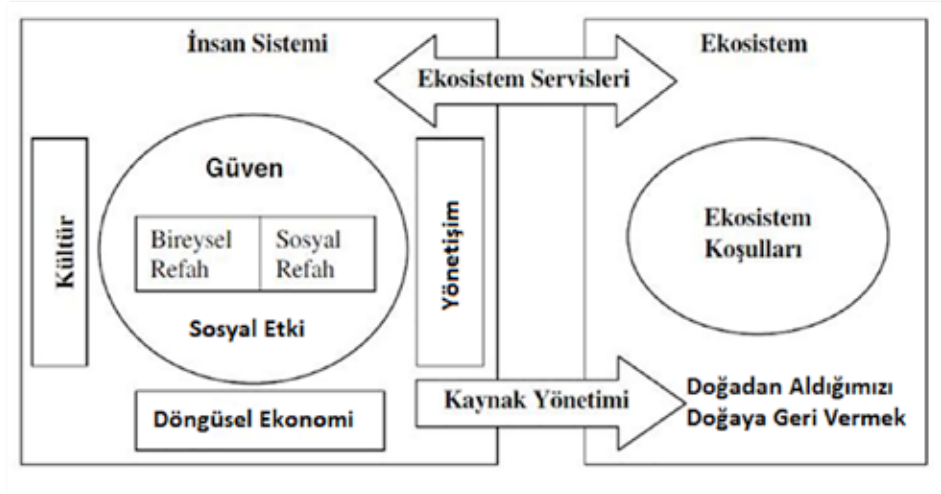 İnsan Sistemi
Ekosistem
Ekosistem Servisleri
Kültür
Güven
Bireysel
Refah
Sosyal
Refah
Sosyal Etki
Yönetişim
Ekosistem
Koşulları
Döngüsel Ekonomi
Kaynak Yönetimi
Doğadan Aldığımızı
Doğaya Geri Vermek